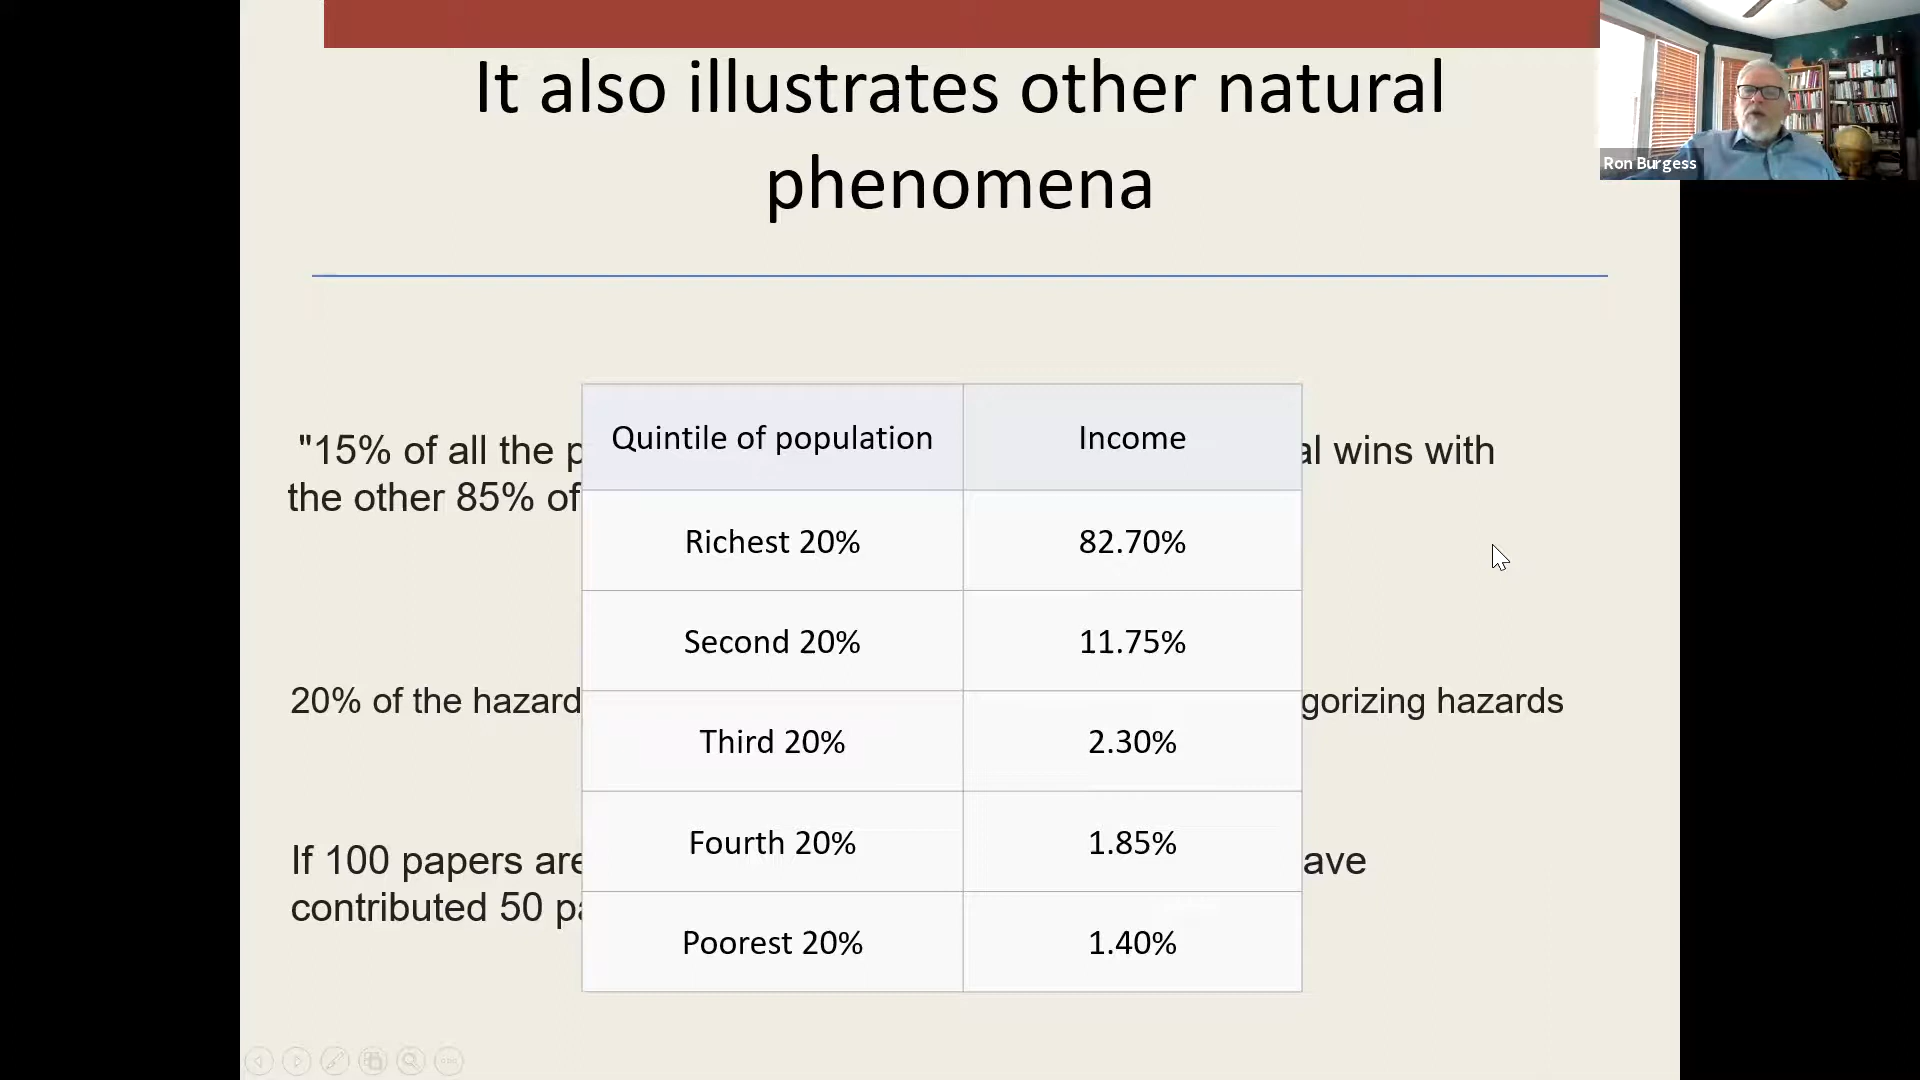 It also illustrates other natural
phenomena
Ron Burgess
"15% of all the al wins with
the other 85% of
Quintile of population Income
Richest 20% 82.70%
Second 20% 11.75%
20% of the hazard gorizing hazards
Third 20% 2.30%
If 100 papers are ave
Fourth 20% 1.85%
contributed 50
Poorest 20% 1.40%